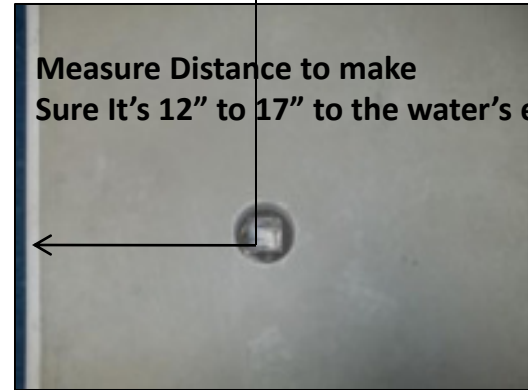 Measure Distance to make
Sure It’s 12” to 17” to the water’s e